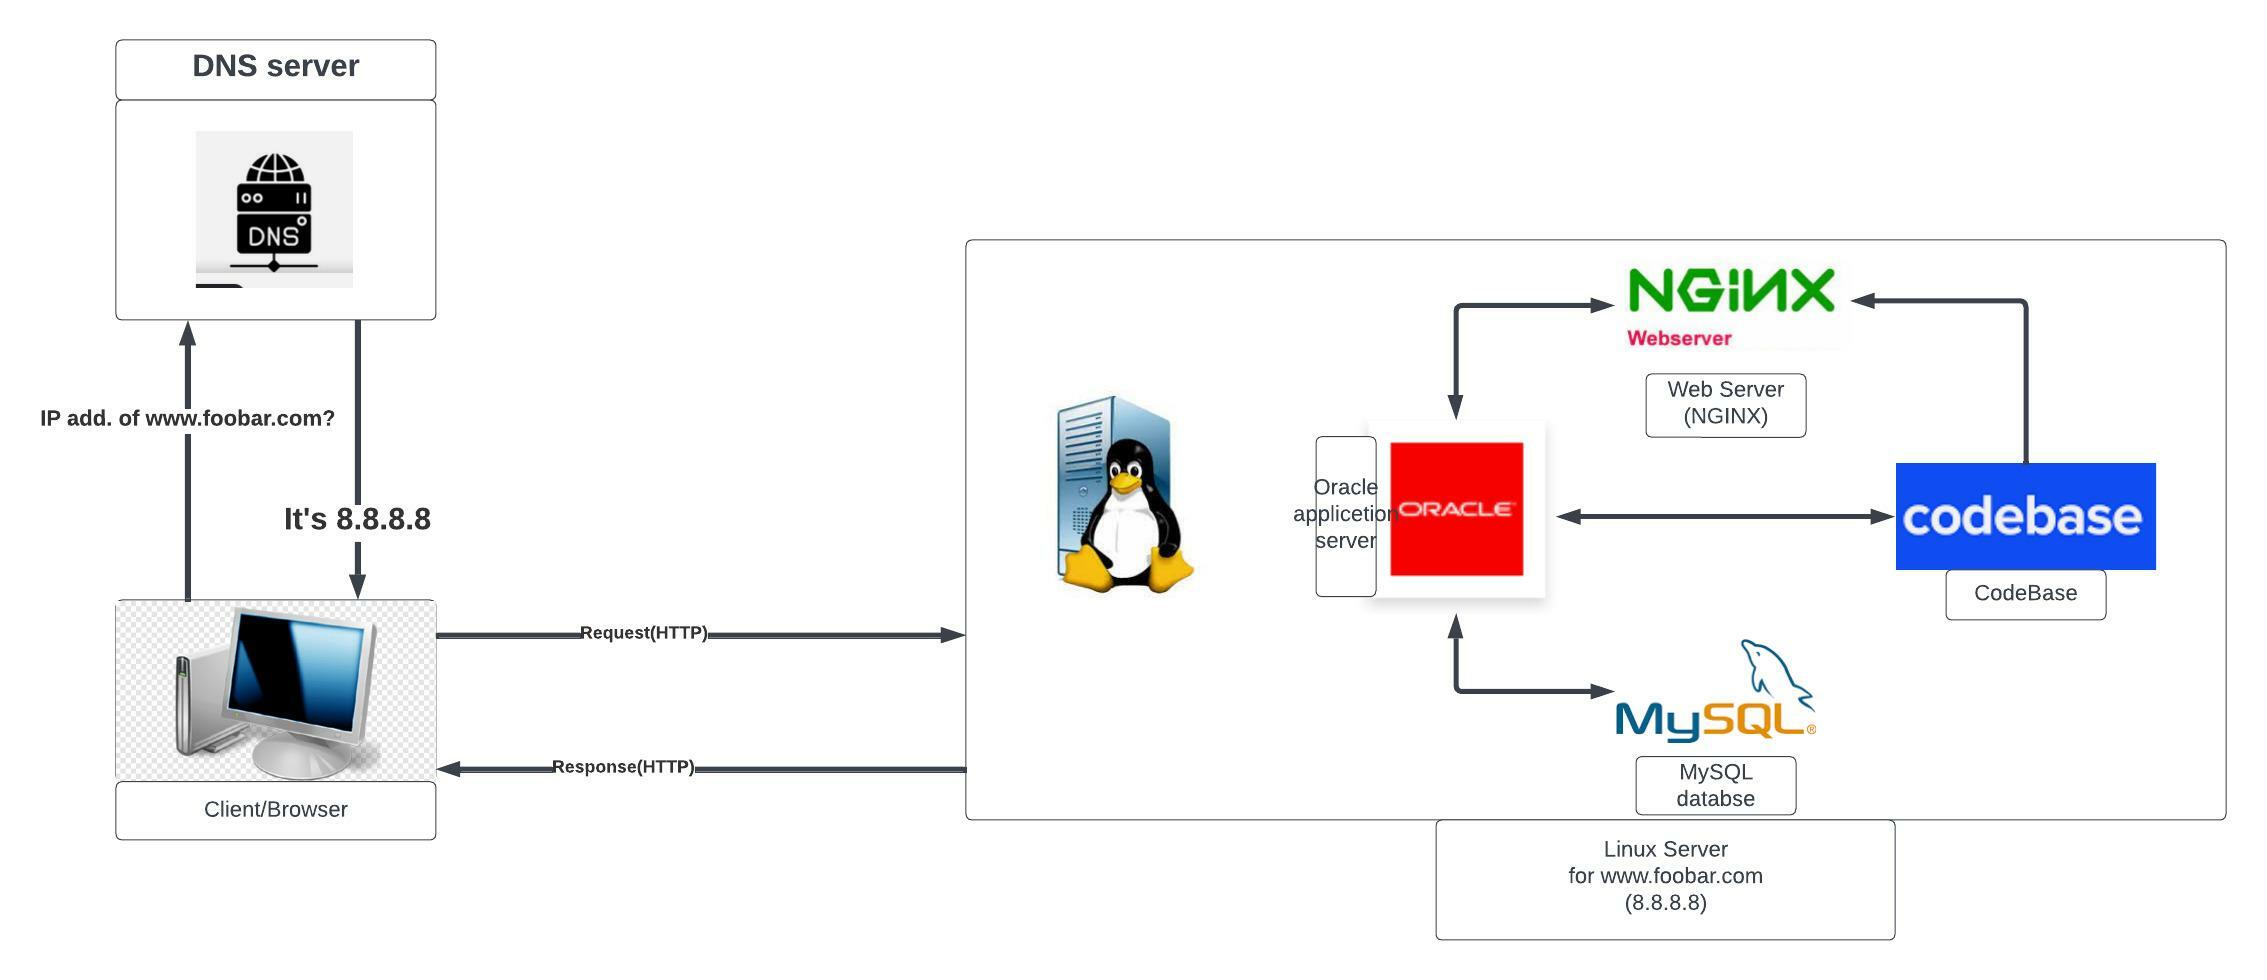 DNS server
DNS
IP add. of www.foobar.com?
It's 8.8.8.8
Client/Browser
Request(HTTP)
Response(HTTP)
NGiNX
Webserver
Web Server
(NGINX)
Oracle
applicetion
server
ORACLE
codebase
CodeBase
MySQL®
MySQL
databse
Linux Server
for www.foobar.com
(8.8.8.8)